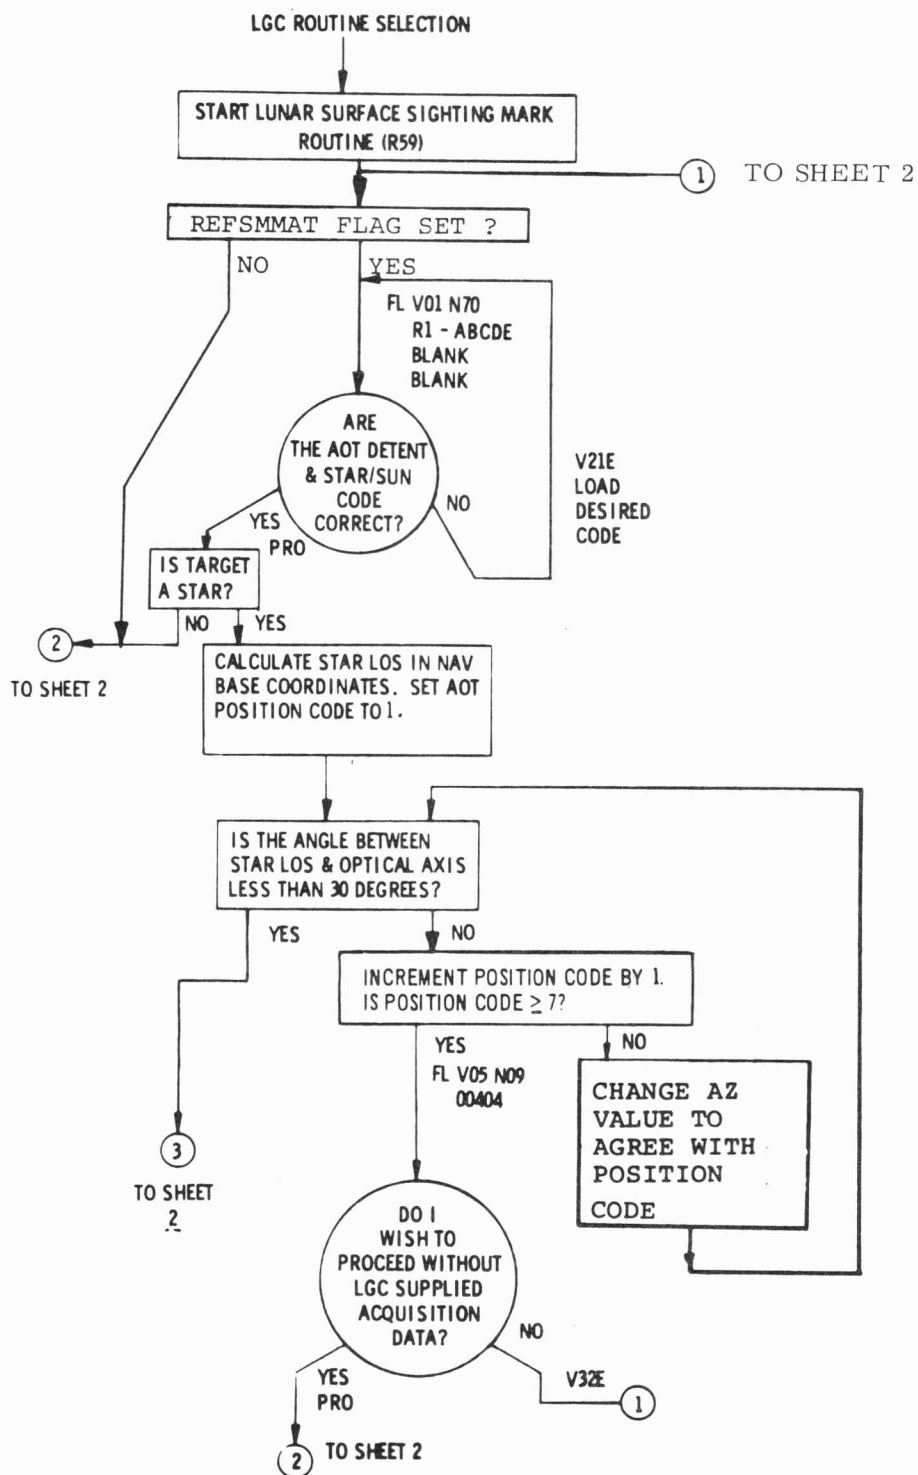 LGC ROUTINE SELECTION
START LUNAR SURFACE SIGHTING MARK
ROUTINE (R59)
1
TO SHEET 2
REFSMMAT FLAG SET ?
NO
YES
FL V01 N70
R1 - ABCDE
BLANK
BLANK
ARE
THE AOT DETENT
& STAR/SUN
CODE
CORRECT?
V21E
LOAD
DESIRED
CODE
NO
YES
PRO
IS TARGET
A STAR?
NO
YES
2
TO SHEET 2
CALCULATE STAR LOS IN NAV
BASE COORDINATES. SET AOT
POSITION CODE TO 1.
IS THE ANGLE BETWEEN
STAR LOS & OPTICAL AXIS
LESS THAN 30 DEGREES?
YES
NO
INCREMENT POSITION CODE BY 1.
IS POSITION CODE ≥ 7?
YES
FL V05 N09
00404
NO
CHANGE AZ
VALUE TO
AGREE WITH
POSITION
CODE
3
TO SHEET
2
DO I
WISH TO
PROCEED WITHOUT
LGC SUPPLIED
ACQUISITION
DATA?
NO
V32E
1
YES
PRO
2
TO SHEET 2